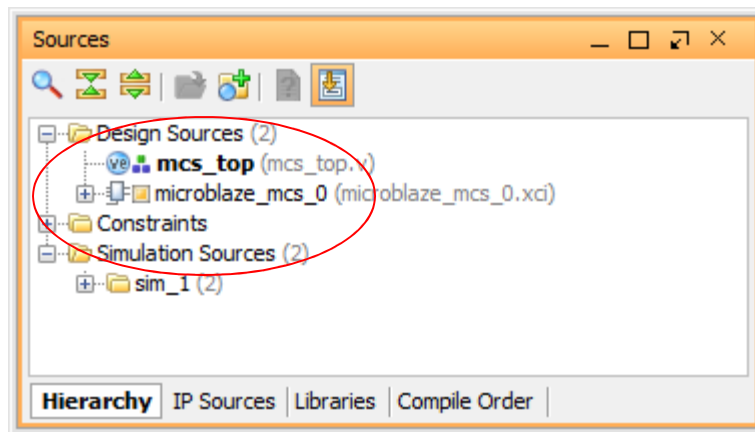 Sources
Design Sources (2)
mcs_top (mcs_top.v)
microblaze_mcs_0 (microblaze_mcs_0.xci)
Constraints
Simulation Sources (2)
sim_1 (2)
Hierarchy IP Sources Libraries Compile Order